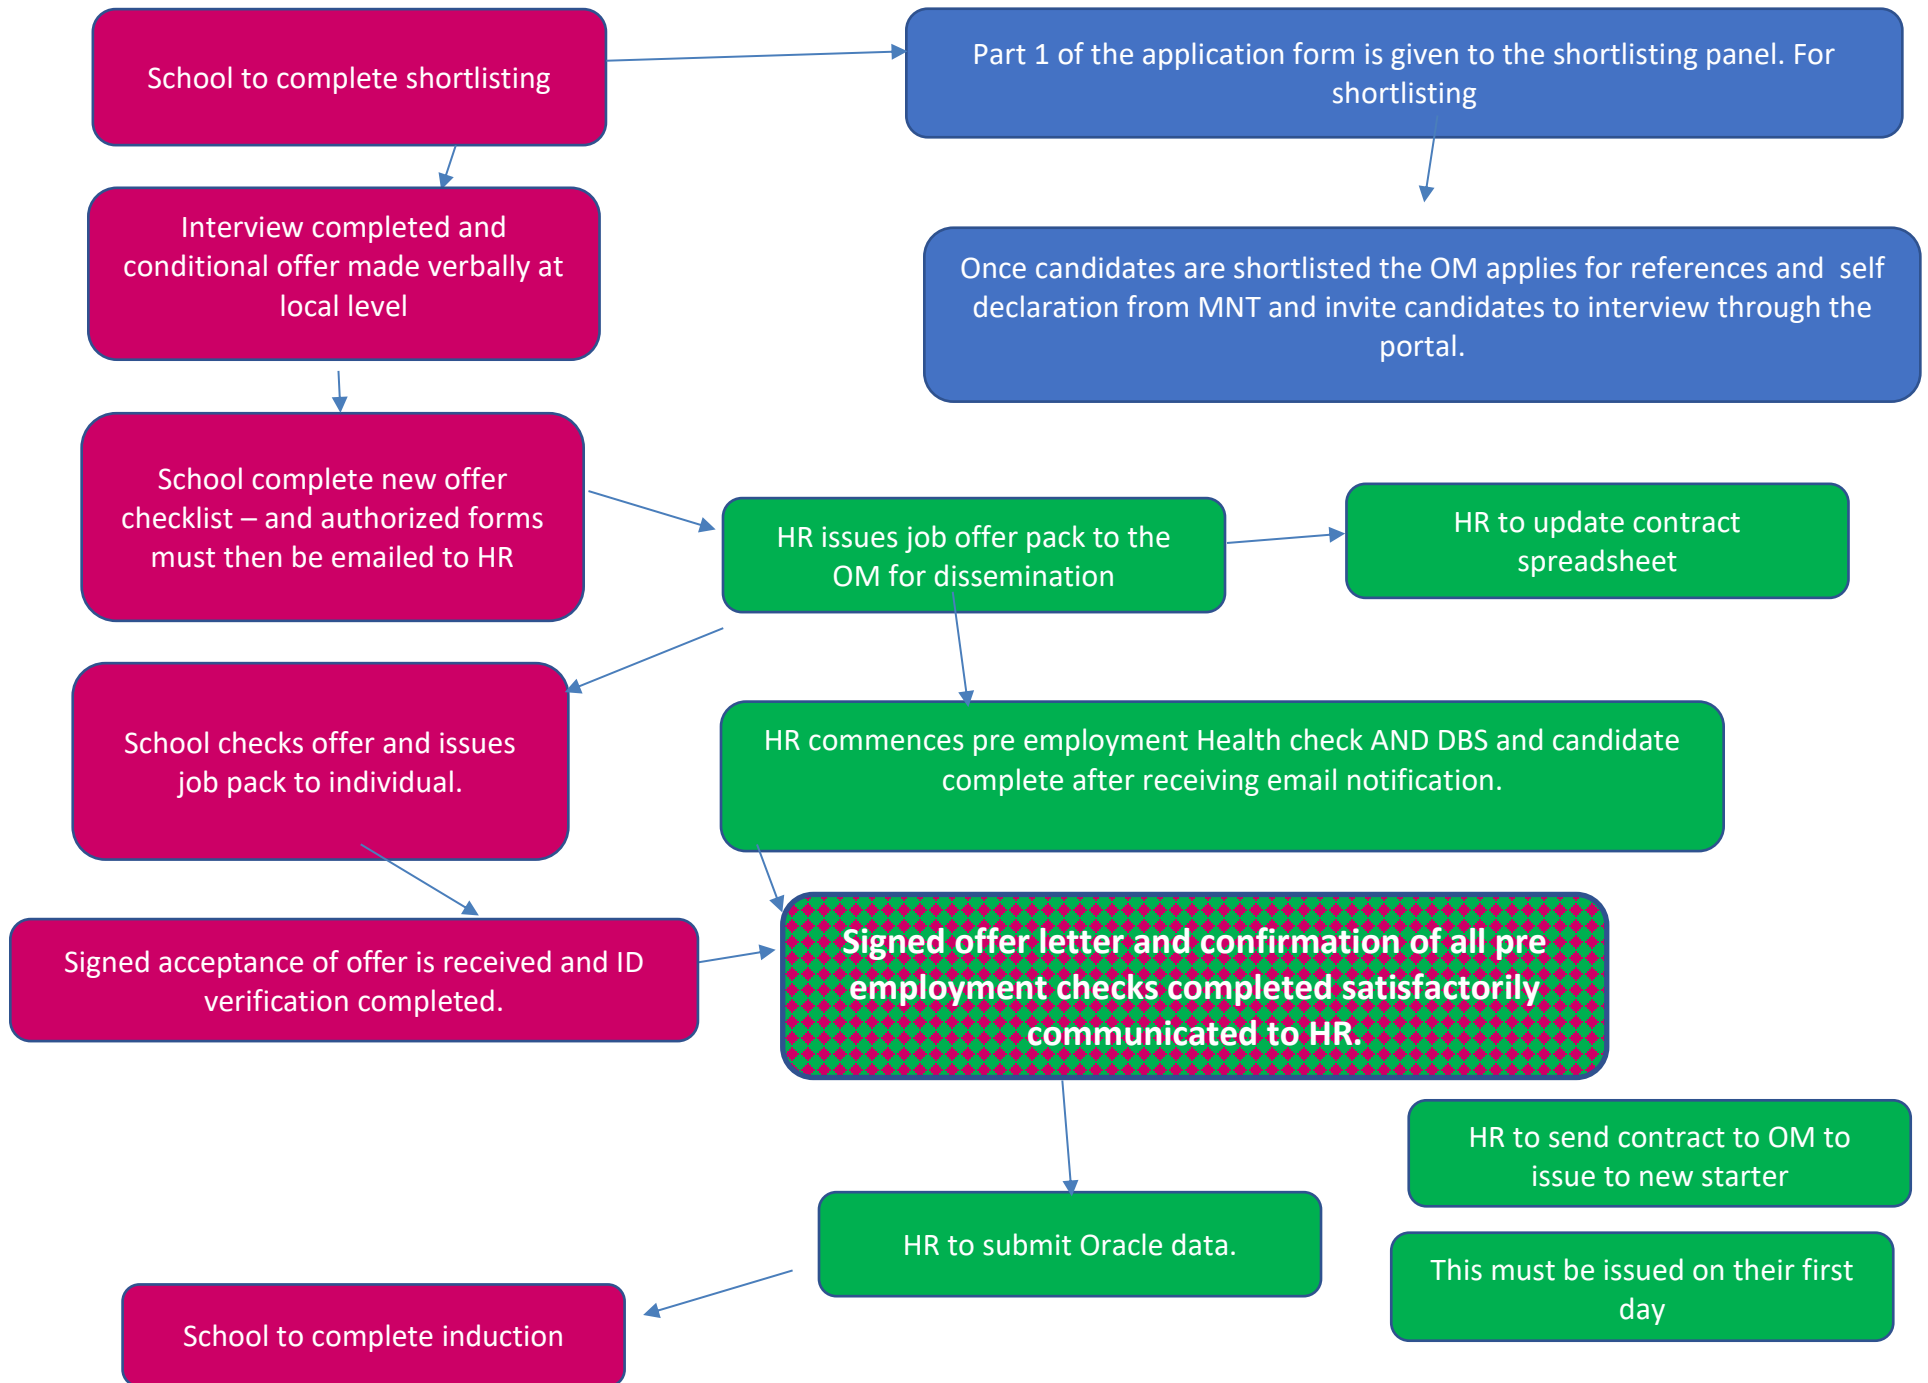 School to complete shortlisting
Part 1 of the application form is given to the shortlisting panel. For
shortlisting
Interview completed and
conditional offer made verbally at
local level
Once candidates are shortlisted the OM applies for references and  self
declaration from MNT and invite candidates to interview through the
portal.
School complete new offer
checklist – and authorized forms
must then be emailed to HR
HR issues job offer pack to the
OM for dissemination
HR to update contract
spreadsheet
School checks offer and issues
job pack to individual.
HR commences pre employment Health check AND DBS and candidate
complete after receiving email notification.
Signed acceptance of offer is received and ID
verification completed.
Signed offer letter and confirmation of all pre
employment checks completed satisfactorily
communicated to HR.
HR to send contract to OM to
issue to new starter
HR to submit Oracle data.
This must be issued on their first
day
School to complete induction